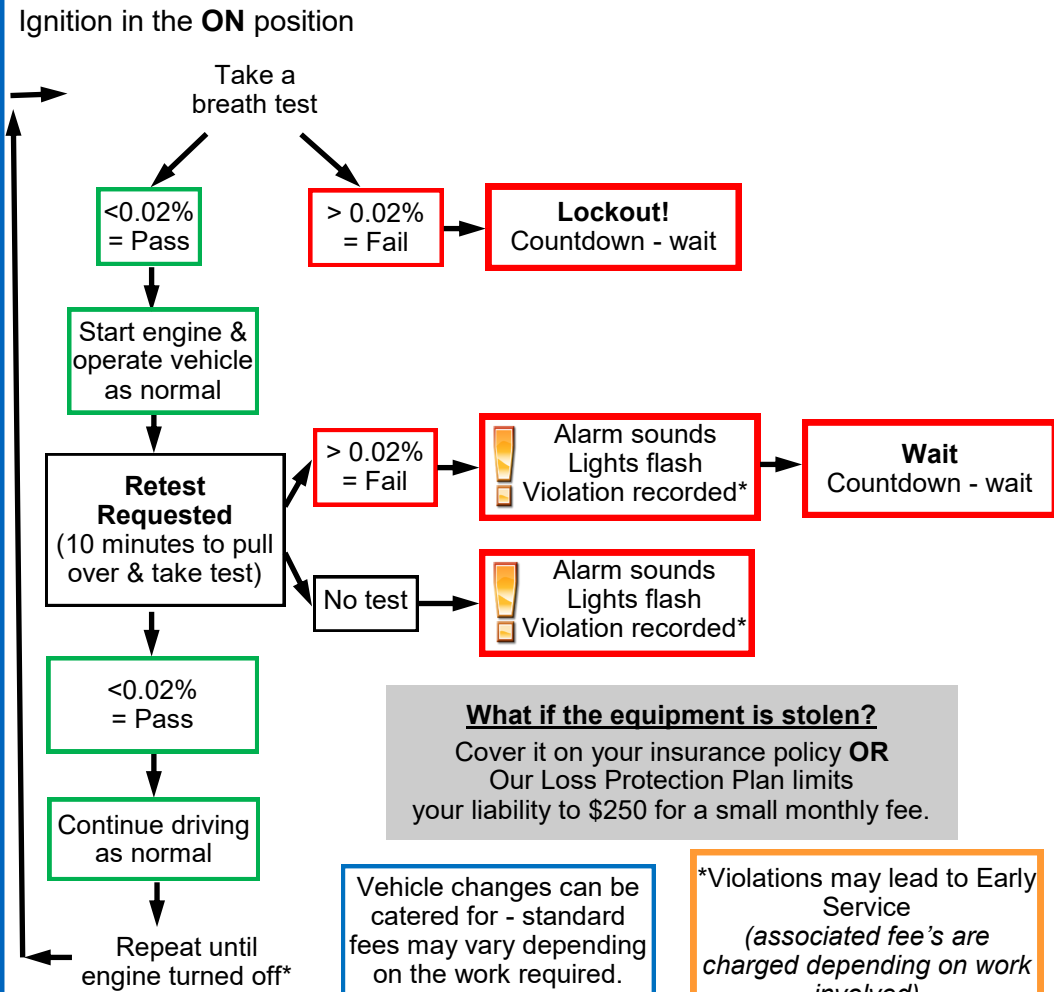 Ignition in the ON position
Take a
breath test
<0.02%
= Pass
> 0.02%
= Fail
Lockout!
Countdown - wait
Start engine &
operate vehicle
as normal
Retest
Requested
(10 minutes to pull
over & take test)
> 0.02%
= Fail
Alarm sounds
Lights flash
Violation recorded*
Wait
Countdown - wait
No test
Alarm sounds
Lights flash
Violation recorded*
<0.02%
= Pass
What if the equipment is stolen?
Cover it on your insurance policy OR
Our Loss Protection Plan limits
your liability to $250 for a small monthly fee.
Continue driving
as normal
Repeat until
engine turned off*
Vehicle changes can be
catered for - standard
fees may vary depending
on the work required.
*Violations may lead to Early
Service
(associated fee's are
charged depending on work
involved)